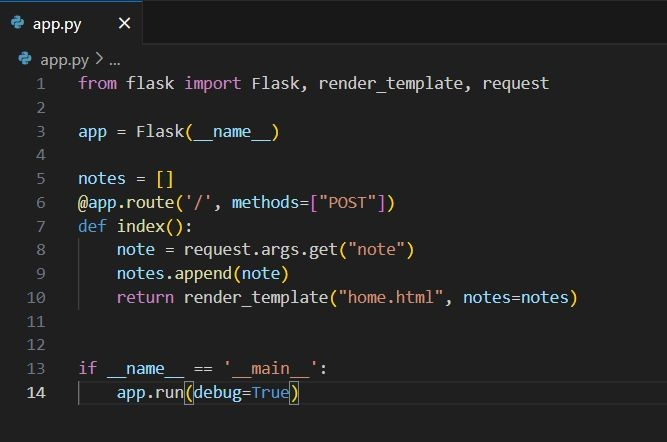 app.py ×
app.py > ...
1 from flask import Flask, render_template, request
2
3 app = Flask(__name__)
4
5 notes = []
6 @app.route('/', methods=["POST"])
7 def index():
8     note = request.args.get("note")
9     notes.append(note)
10     return render_template("home.html", notes=notes)
11
12
13 if __name__ == '__main__':
14     app.run(debug=True)